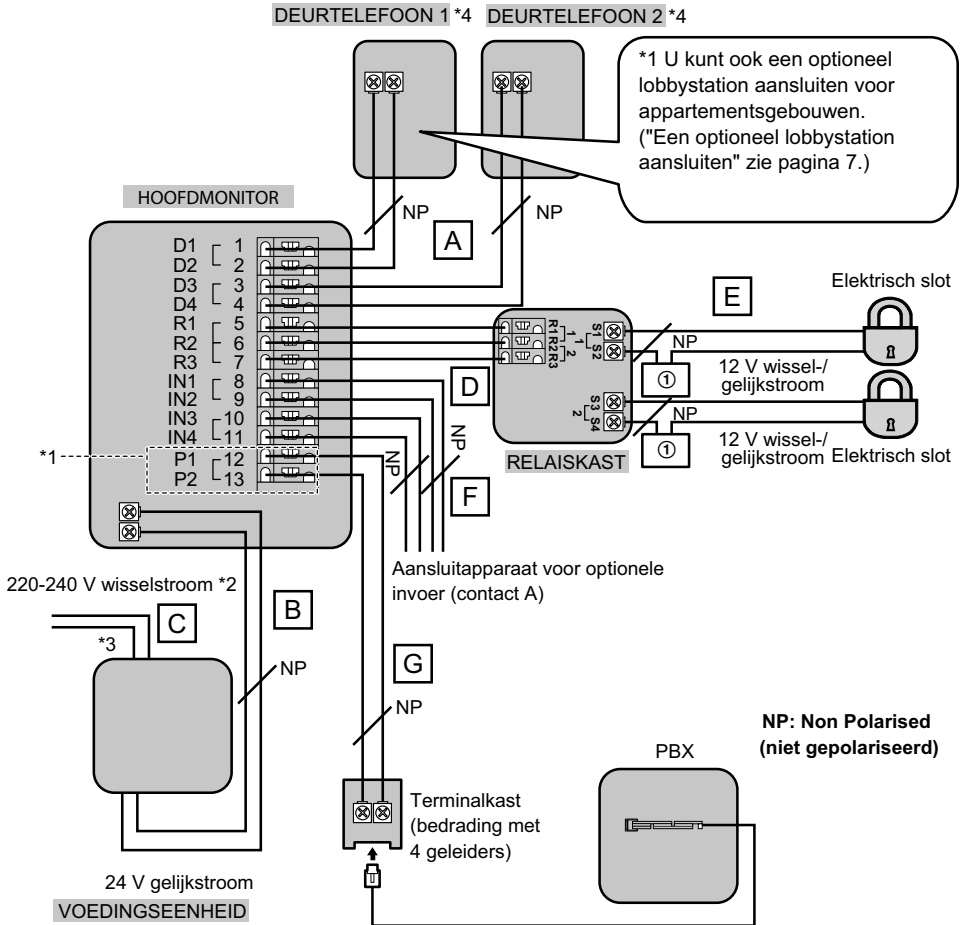 DEURTELEFOON 1 *4
DEURTELEFOON 2 *4
*1 U kunt ook een optioneel
lobbystation aansluiten voor
appartementsgebouwen.
("Een optioneel lobbystation
aansluiten" zie pagina 7.)
HOOFDMONITOR
NP
NP
A
D1 1
D2 2
D3 3
D4 4
R1 5
R2 6
R3 7
IN1 8
IN2 9
IN3 10
IN4 11
P1 12
P2 13
*1
R1 R2 R3
1 2
S1
1
S2
S3
2
S4
RELAISKAST
D
E
Elektrisch slot
NP
①
12 V wissel-/
gelijkstroom
NP
①
12 V wissel-/
gelijkstroom
Elektrisch slot
NP
NP
F
Aansluitapparaat voor optionele
invoer (contact A)
220-240 V wisselstroom *2
C
*3
B
NP
G
NP
24 V gelijkstroom
VOEDINGSEENHEID
Terminalkast
(bedrading met
4 geleiders)
NP: Non Polarised
(niet gepolariseerd)
PBX